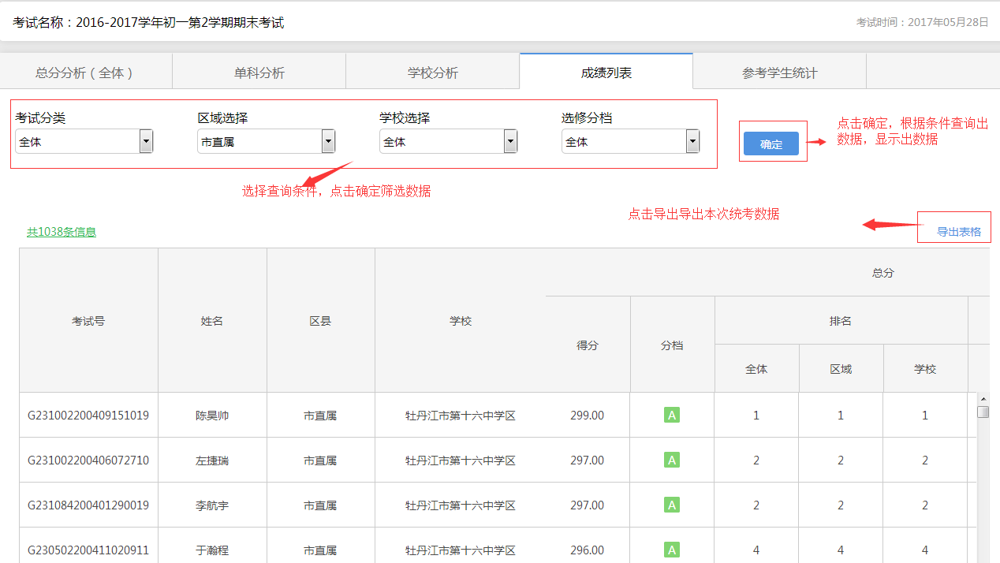 考试名称：2016-2017学年初一第2学期期末考试
考试时间：2017年05月28日
总分分析（全体）
单科分析
学校分析
成绩列表
参考学生统计
考试分类
区域选择
学校选择
选修分档
全体
市直属
全体
全体
确定
点击确定，根据条件查询出
数据，显示出数据
选择查询条件，点击确定筛选数据
点击导出导出本次统考数据
共1038条信息
导出表格
考试号
姓名
区县
学校
总分
得分
分档
排名
全体
区域
学校
G231002200409151019 陈昊帅 市直属 牡丹江市第十六中学区 299.00 A 1 1 1
G231002200406072710 左捷瑞 市直属 牡丹江市第十六中学区 297.00 A 2 2 2
G231084200401290019 李航宇 市直属 牡丹江市第十六中学区 297.00 A 2 2 2
G230502200411020911 于瀚程 市直属 牡丹江市第十六中学区 296.00 A 4 4 4